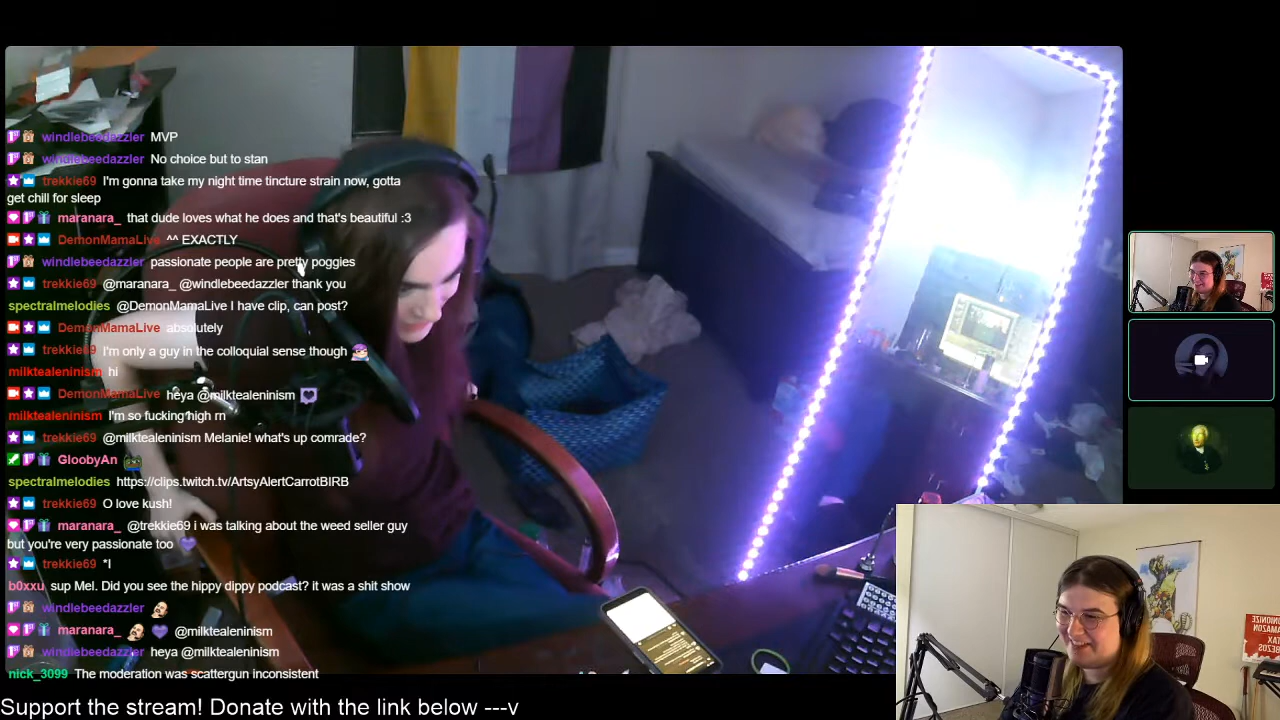 windlebeedazzler MVP
windlebeedazzler No choice but to stan
trekkie69 I'm gonna take my night time tincture strain now, gotta
get chill for sleep
maranara_ that dude loves what he does and that's beautiful :3
DemonMamaLive ^^ EXACTLY
windlebeedazzler passionate people are pretty poggies
trekkie69 @maranara_ @windlebeedazzler thank you
spectralmelodies @DemonMamaLive I have clip, can post?
DemonMamaLive absolutely
trekkie69 I'm only a guy in the colloquial sense though
milktealeninism hi
DemonMamaLive heya @milktealeninism
milktealeninism I'm so fucking high rn
trekkie69 @milktealeninism Melanie! what's up comrade?
GloobyAn
spectralmelodies https://clips.twitch.tv/ArtsyAlertCarrotBIRB
trekkie69 O love kush!
maranara_ @trekkie69 i was talking about the weed seller guy
but you're very passionate too
trekkie69 *I
b0xxu sup Mel. Did you see the hippy dippy podcast? it was a shit show
windlebeedazzler
maranara_ @milktealeninism
windlebeedazzler heya @milktealeninism
nick_3099 The moderation was scattergun inconsistent
Support the stream! Donate with the link below ---v
UNIONIZE
AMAZON
TAX
BEZOS